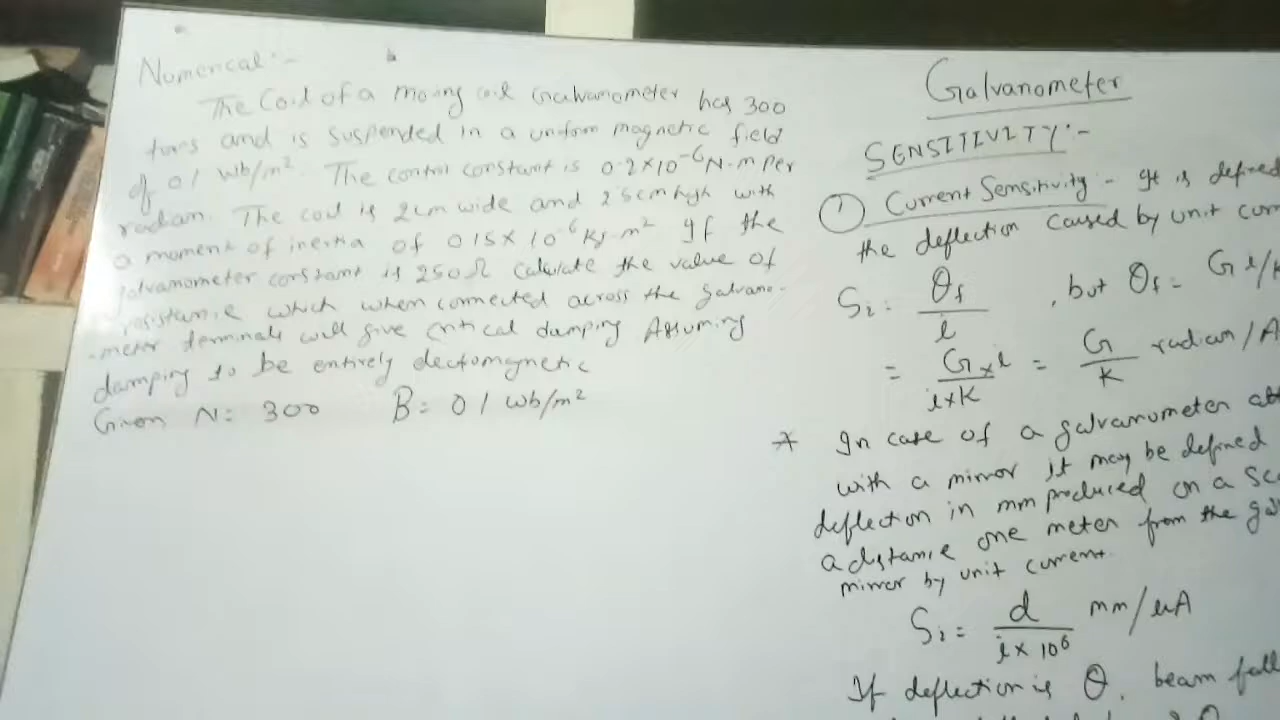 Numerical:-
The Coil of a moving coil Galvanometer has 300
turns and is suspended in a uniform magnetic field
of 0.1 wb/m². The control constant is 0.2×10⁻⁶ N-m per
radian. The coil is 2cm wide and 2.5cm high with
a moment of inertia of 0.15×10⁻⁶ kg-m² If the
galvanometer constant is 250Ω Calculate the value of
resistance which when connected across the galvano-
-meter terminals will give critical damping Assuming
damping to be entirely electromagnetic
Given N= 300 B= 0.1 wb/m²
Galvanometer
SENSITIVITY:-
① Current Sensitivity - It is defined
the deflection caused by unit curr
Si = θf / i , but θf = Gi/K
= G×i / i×K = G / K radian/A
* In case of a galvanometer att
with a mirror it may be defined
deflection in mm produced on a Sc
a distance one meter from the gal
mirror by unit current.
Si = d / i×10⁶ mm/μA
If deflection is θ, beam fall